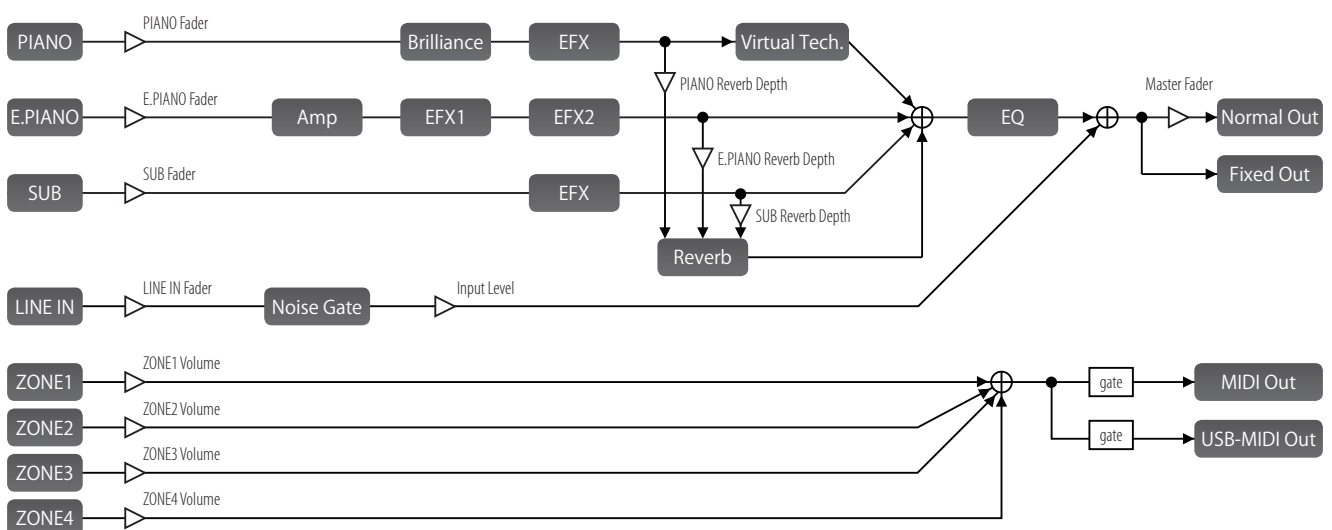 PIANO Fader
PIANO
Brilliance
EFX
Virtual Tech.
PIANO Reverb Depth
E.PIANO Fader
E.PIANO
Amp
EFX1
EFX2
EQ
Master Fader
Normal Out
E.PIANO Reverb Depth
Fixed Out
SUB Fader
SUB
EFX
SUB Reverb Depth
Reverb
LINE IN Fader
LINE IN
Noise Gate
Input Level
ZONE1 Volume
ZONE1
gate
MIDI Out
ZONE2 Volume
ZONE2
gate
USB-MIDI Out
ZONE3 Volume
ZONE3
ZONE4 Volume
ZONE4